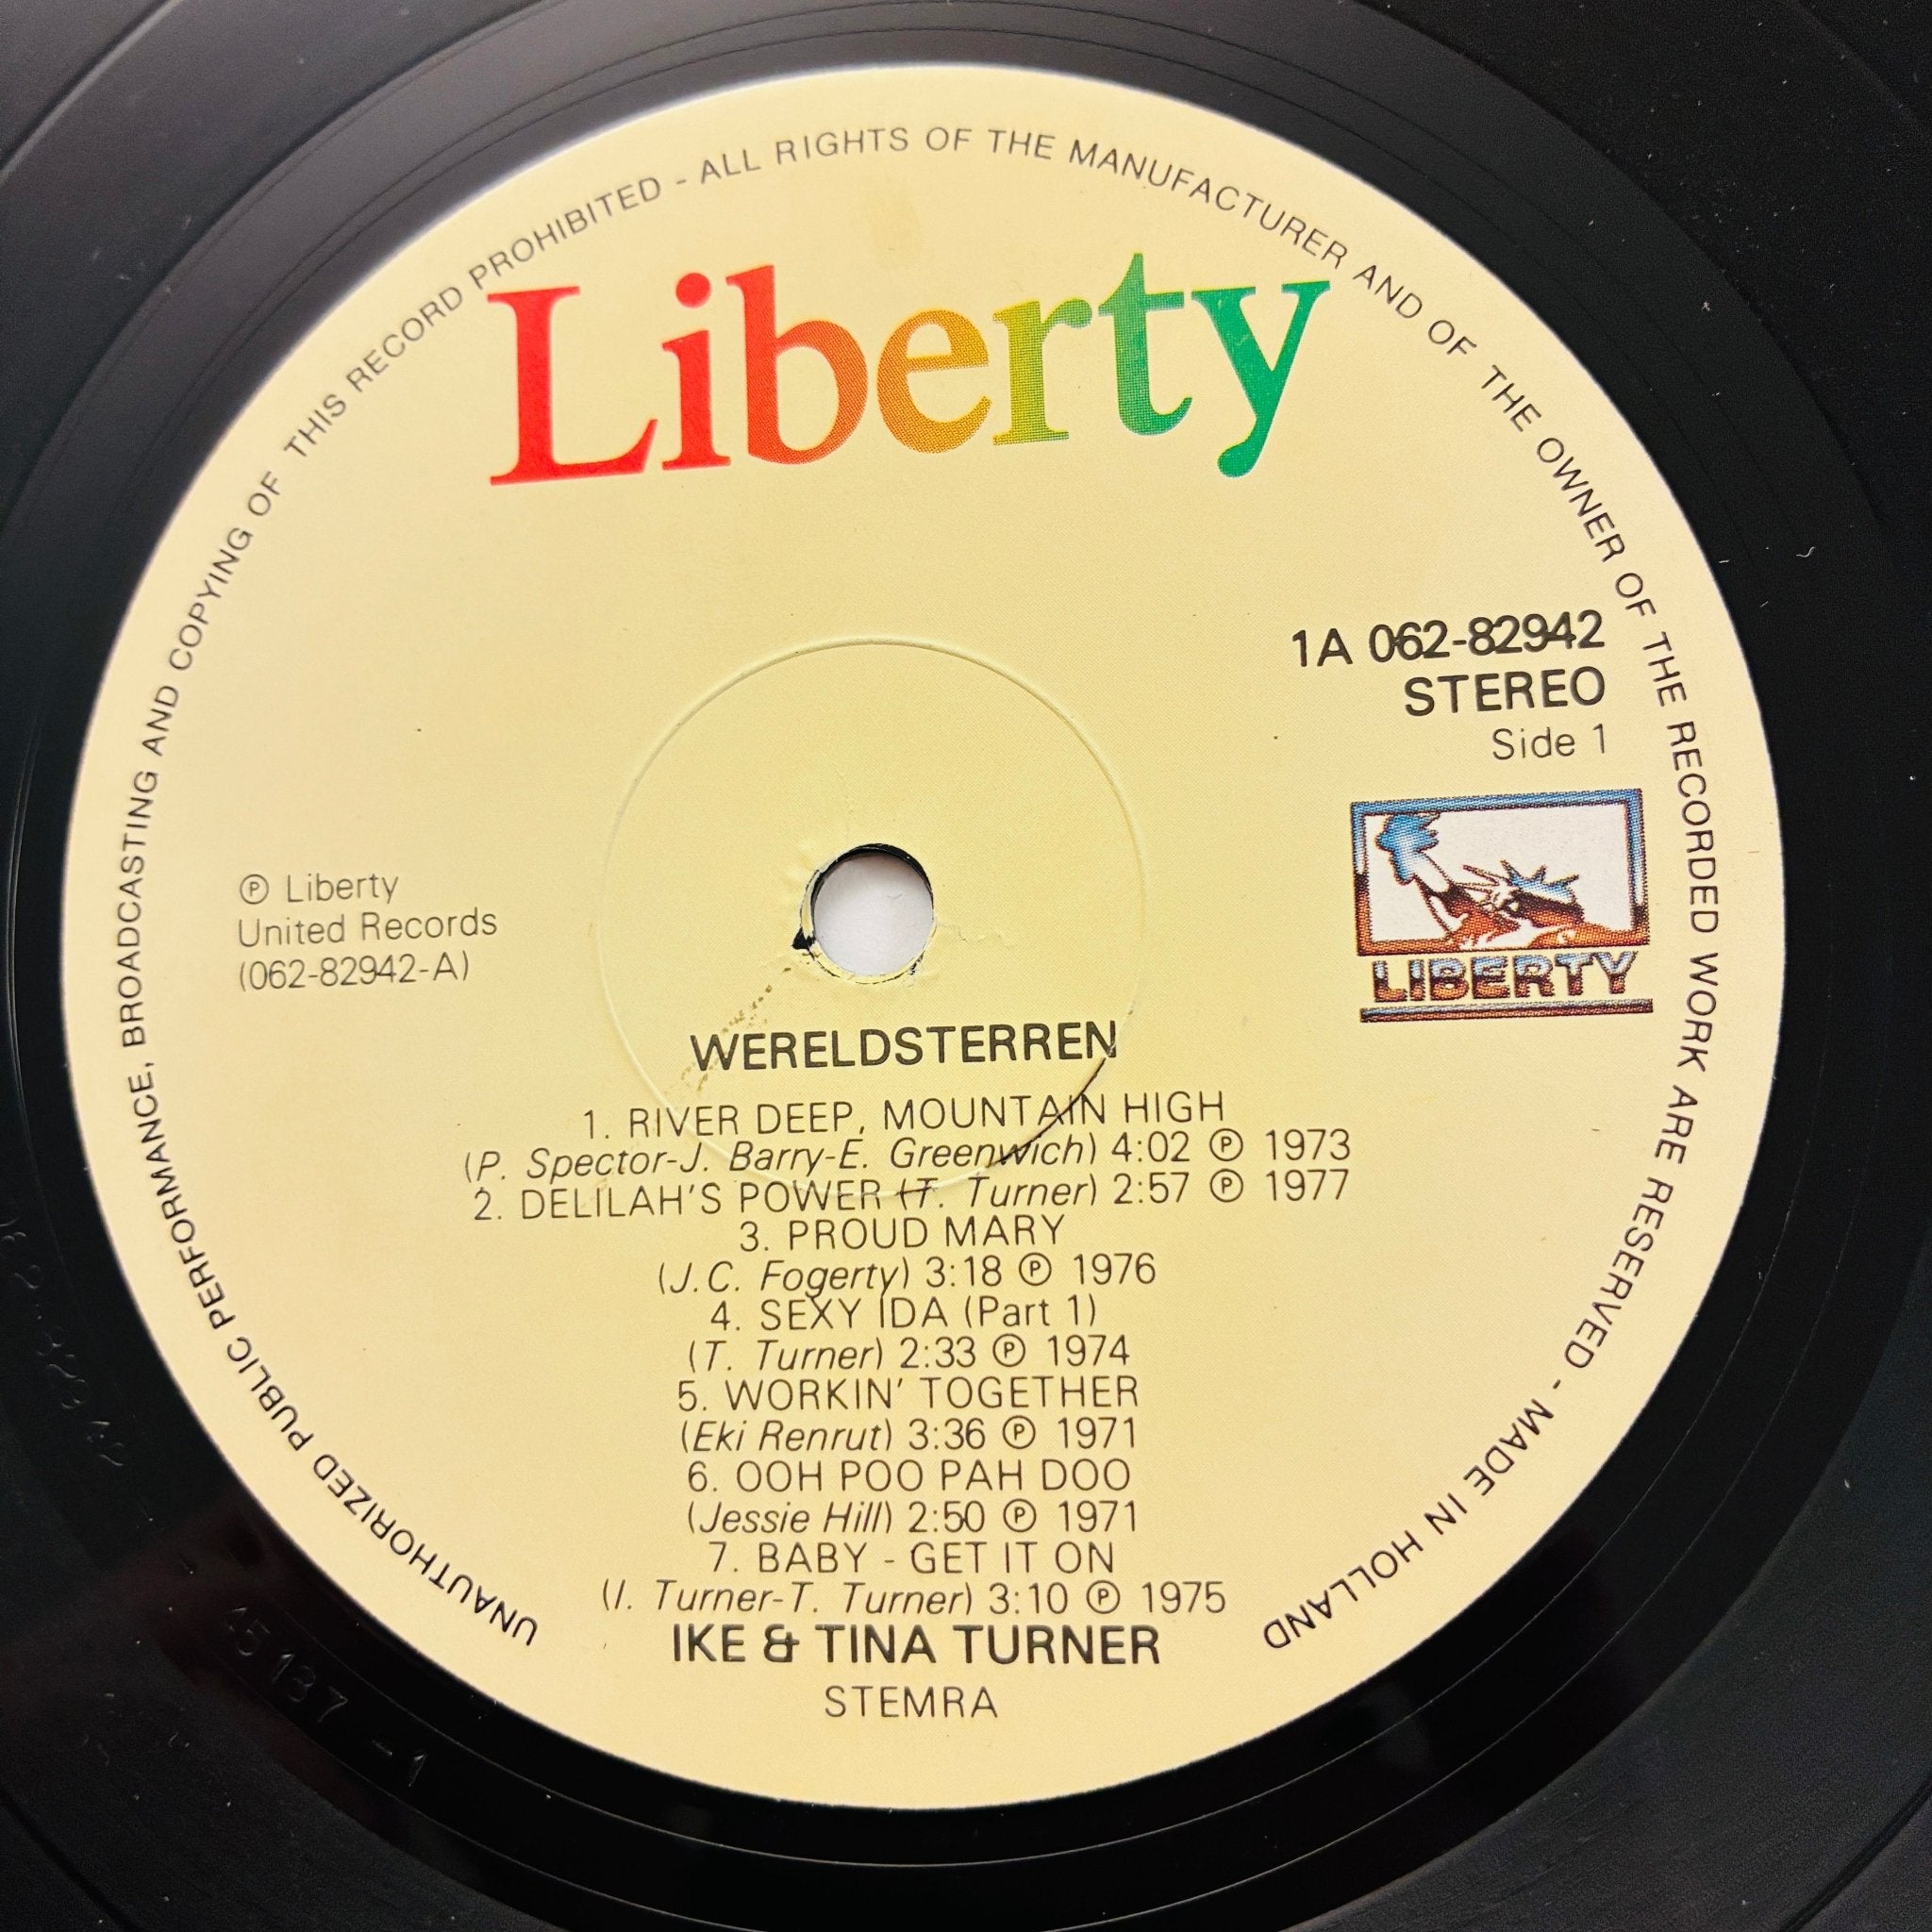 UNAUTHORIZED PUBLIC PERFORMANCE, BROADCASTING AND COPYING OF THIS RECORD PROHIBITED - ALL RIGHTS OF THE MANUFACTURER AND OF THE OWNER OF THE RECORDED WORK ARE RESERVED - MADE IN HOLLAND
Liberty
1A 062-82942
STEREO
Side 1
LIBERTY
Ⓟ Liberty
United Records
(062-82942-A)
WERELDSTERREN
1. RIVER DEEP, MOUNTAIN HIGH
(P. Spector-J. Barry-E. Greenwich) 4:02 Ⓟ 1973
2. DELILAH'S POWER (T. Turner) 2:57 Ⓟ 1977
3. PROUD MARY
(J.C. Fogerty) 3:18 Ⓟ 1976
4. SEXY IDA (Part 1)
(T. Turner) 2:33 Ⓟ 1974
5. WORKIN' TOGETHER
(Eki Renrut) 3:36 Ⓟ 1971
6. OOH POO PAH DOO
(Jessie Hill) 2:50 Ⓟ 1971
7. BABY - GET IT ON
(I. Turner-T. Turner) 3:10 Ⓟ 1975
IKE & TINA TURNER
STEMRA
15137 -1